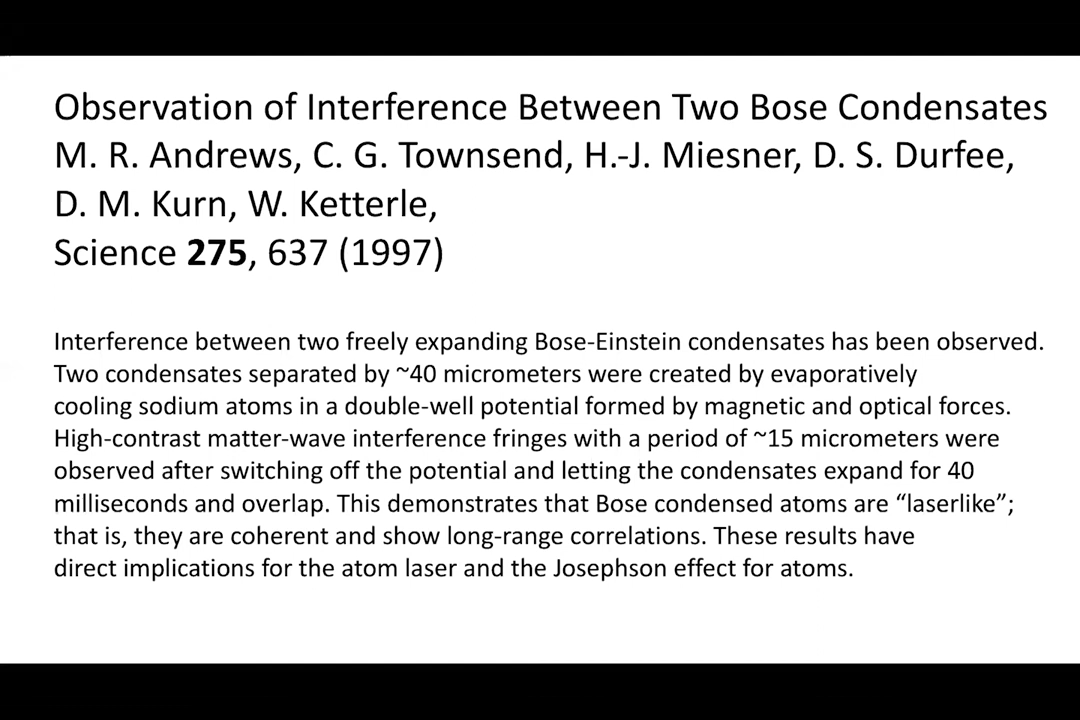 Observation of Interference Between Two Bose Condensates
M. R. Andrews, C. G. Townsend, H.-J. Miesner, D. S. Durfee,
D. M. Kurn, W. Ketterle,
Science 275, 637 (1997)
Interference between two freely expanding Bose-Einstein condensates has been observed.
Two condensates separated by ~40 micrometers were created by evaporatively
cooling sodium atoms in a double-well potential formed by magnetic and optical forces.
High-contrast matter-wave interference fringes with a period of ~15 micrometers were
observed after switching off the potential and letting the condensates expand for 40
milliseconds and overlap. This demonstrates that Bose condensed atoms are “laserlike”;
that is, they are coherent and show long-range correlations. These results have
direct implications for the atom laser and the Josephson effect for atoms.